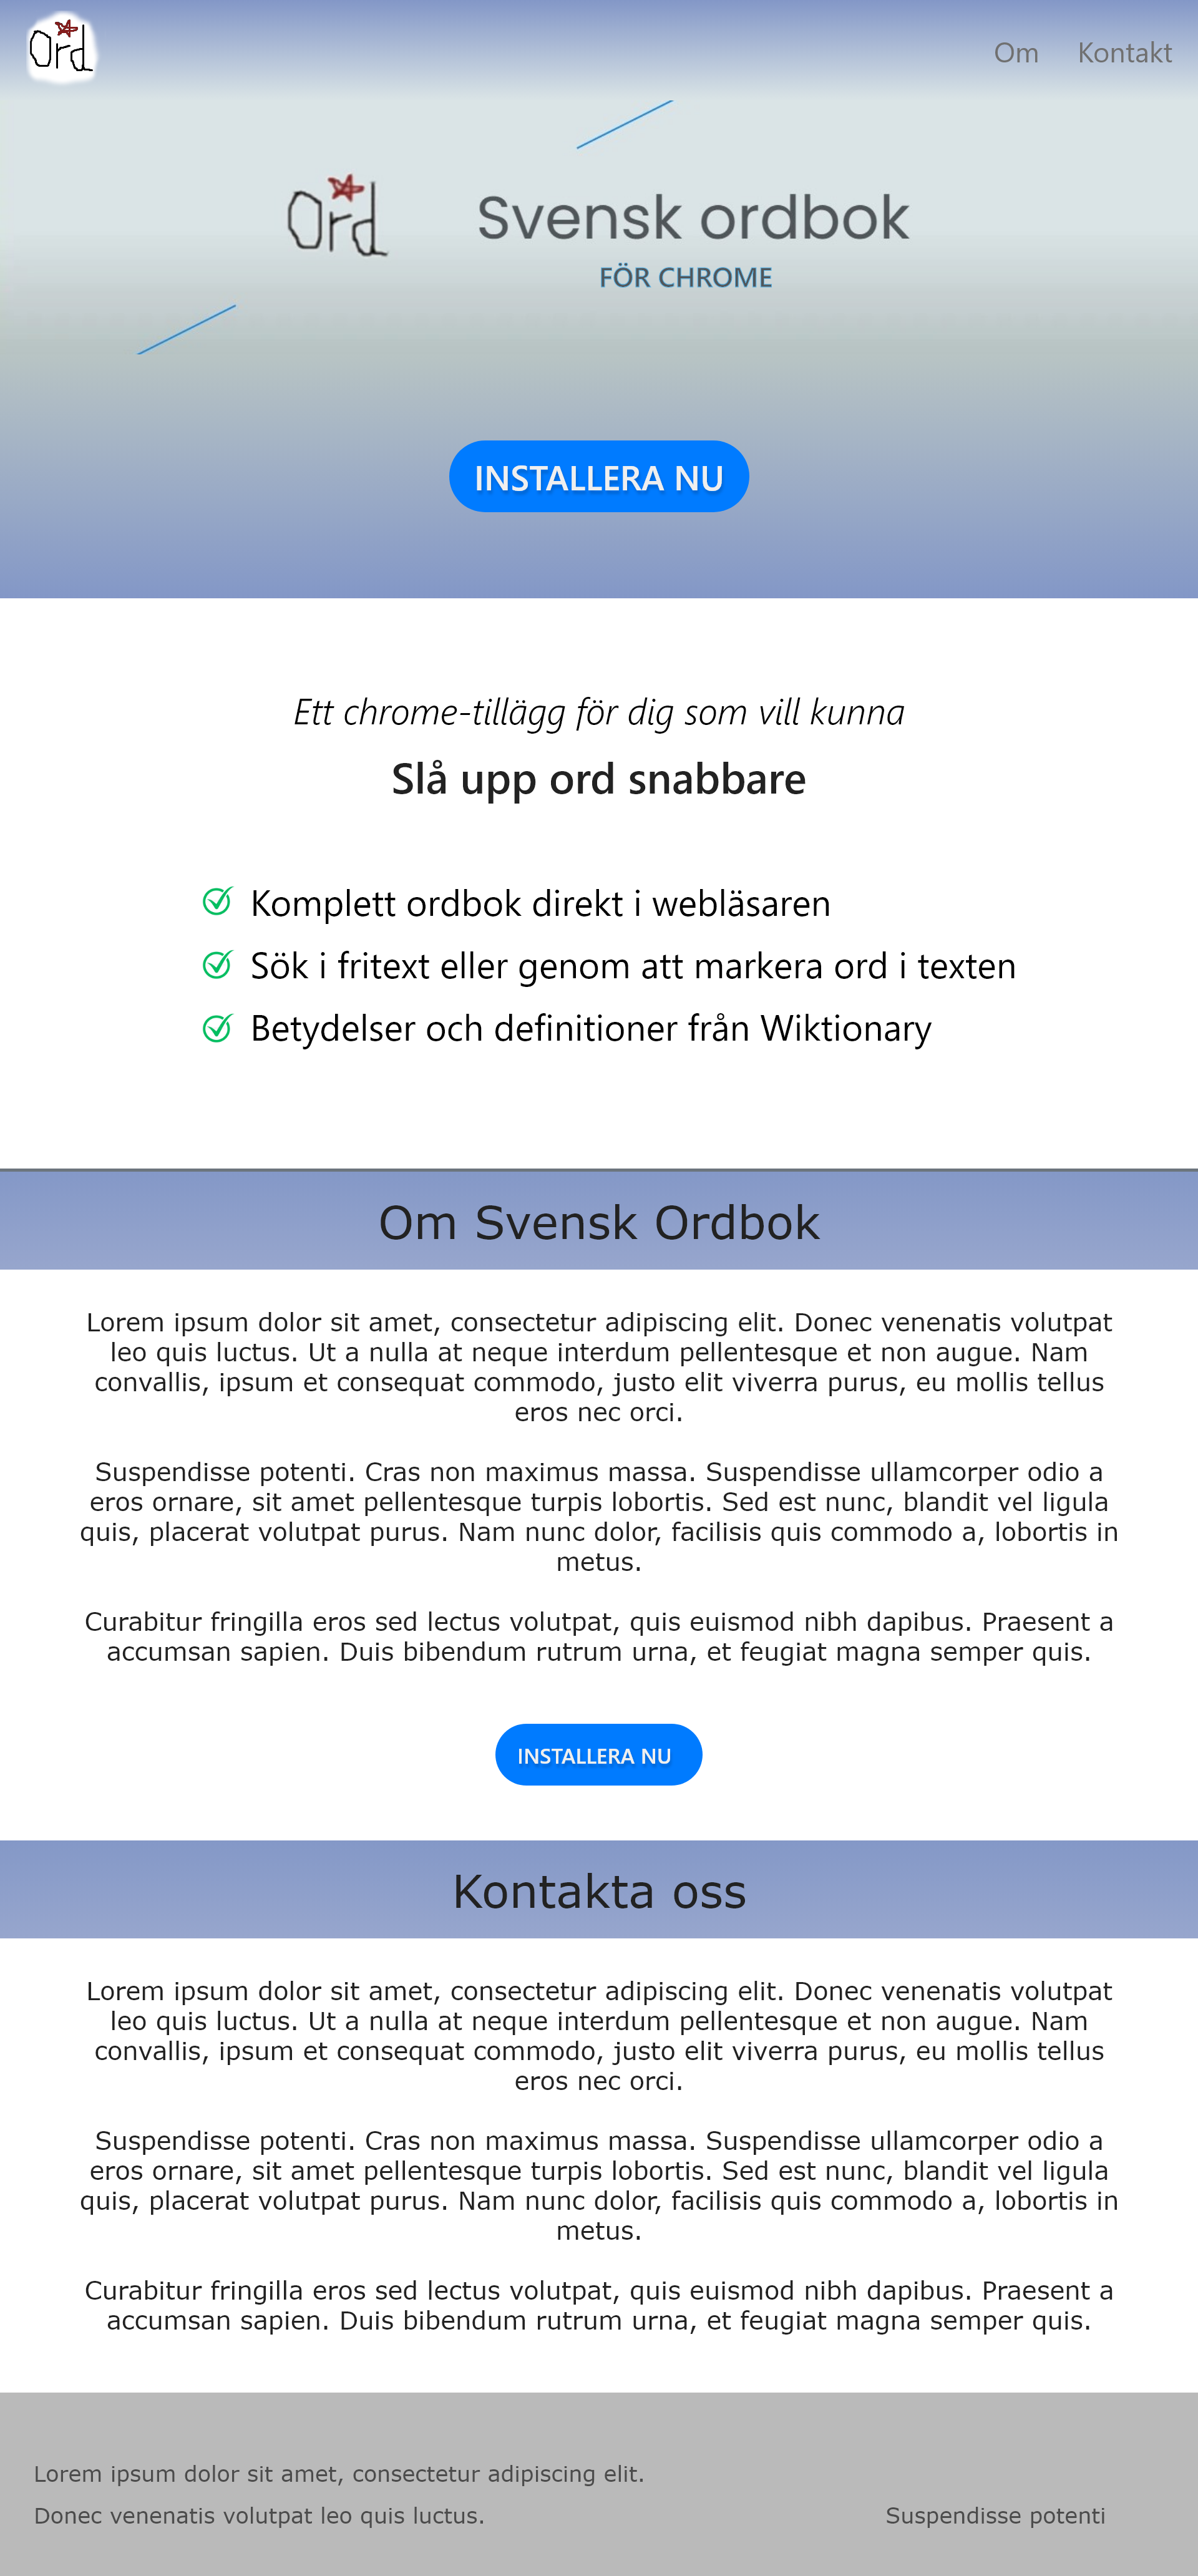 Ord
Om Kontakt
Ord
Svensk ordbok
FÖR CHROME
INSTALLERA NU
Ett chrome-tillägg för dig som vill kunna
Slå upp ord snabbare
Komplett ordbok direkt i webläsaren
Sök i fritext eller genom att markera ord i texten
Betydelser och definitioner från Wiktionary
Om Svensk Ordbok
Lorem ipsum dolor sit amet, consectetur adipiscing elit. Donec venenatis volutpat
leo quis luctus. Ut a nulla at neque interdum pellentesque et non augue. Nam
convallis, ipsum et consequat commodo, justo elit viverra purus, eu mollis tellus
eros nec orci.
Suspendisse potenti. Cras non maximus massa. Suspendisse ullamcorper odio a
eros ornare, sit amet pellentesque turpis lobortis. Sed est nunc, blandit vel ligula
quis, placerat volutpat purus. Nam nunc dolor, facilisis quis commodo a, lobortis in
metus.
Curabitur fringilla eros sed lectus volutpat, quis euismod nibh dapibus. Praesent a
accumsan sapien. Duis bibendum rutrum urna, et feugiat magna semper quis.
INSTALLERA NU
Kontakta oss
Lorem ipsum dolor sit amet, consectetur adipiscing elit. Donec venenatis volutpat
leo quis luctus. Ut a nulla at neque interdum pellentesque et non augue. Nam
convallis, ipsum et consequat commodo, justo elit viverra purus, eu mollis tellus
eros nec orci.
Suspendisse potenti. Cras non maximus massa. Suspendisse ullamcorper odio a
eros ornare, sit amet pellentesque turpis lobortis. Sed est nunc, blandit vel ligula
quis, placerat volutpat purus. Nam nunc dolor, facilisis quis commodo a, lobortis in
metus.
Curabitur fringilla eros sed lectus volutpat, quis euismod nibh dapibus. Praesent a
accumsan sapien. Duis bibendum rutrum urna, et feugiat magna semper quis.
Lorem ipsum dolor sit amet, consectetur adipiscing elit.
Donec venenatis volutpat leo quis luctus. Suspendisse potenti